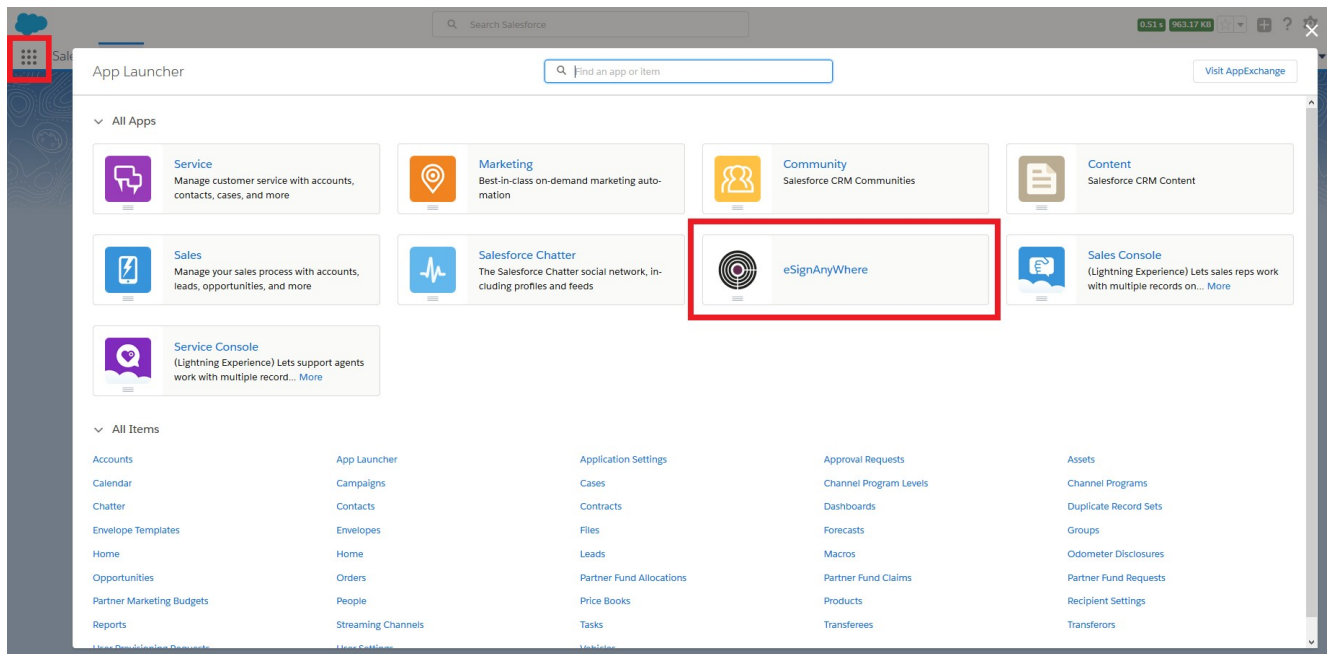 Search Salesforce
0.51 s 963.17 KB
Sale
App Launcher
Find an app or item
Visit AppExchange
All Apps
Service
Manage customer service with accounts,
contacts, cases, and more
Marketing
Best-in-class on-demand marketing auto-
mation
Community
Salesforce CRM Communities
Content
Salesforce CRM Content
Sales
Manage your sales process with accounts,
leads, opportunities, and more
Salesforce Chatter
The Salesforce Chatter social network, in-
cluding profiles and feeds
eSignAnyWhere
Sales Console
(Lightning Experience) Lets sales reps work
with multiple records on... More
Service Console
(Lightning Experience) Lets support agents
work with multiple record... More
All Items
Accounts App Launcher Application Settings Approval Requests Assets
Calendar Campaigns Cases Channel Program Levels Channel Programs
Chatter Contacts Contracts Dashboards Duplicate Record Sets
Envelope Templates Envelopes Files Forecasts Groups
Home Home Leads Macros Odometer Disclosures
Opportunities Orders Partner Fund Allocations Partner Fund Claims Partner Fund Requests
Partner Marketing Budgets People Price Books Products Recipient Settings
Reports Streaming Channels Tasks Transferees Transferors
User Provisioning Requests User Settings Vehicles